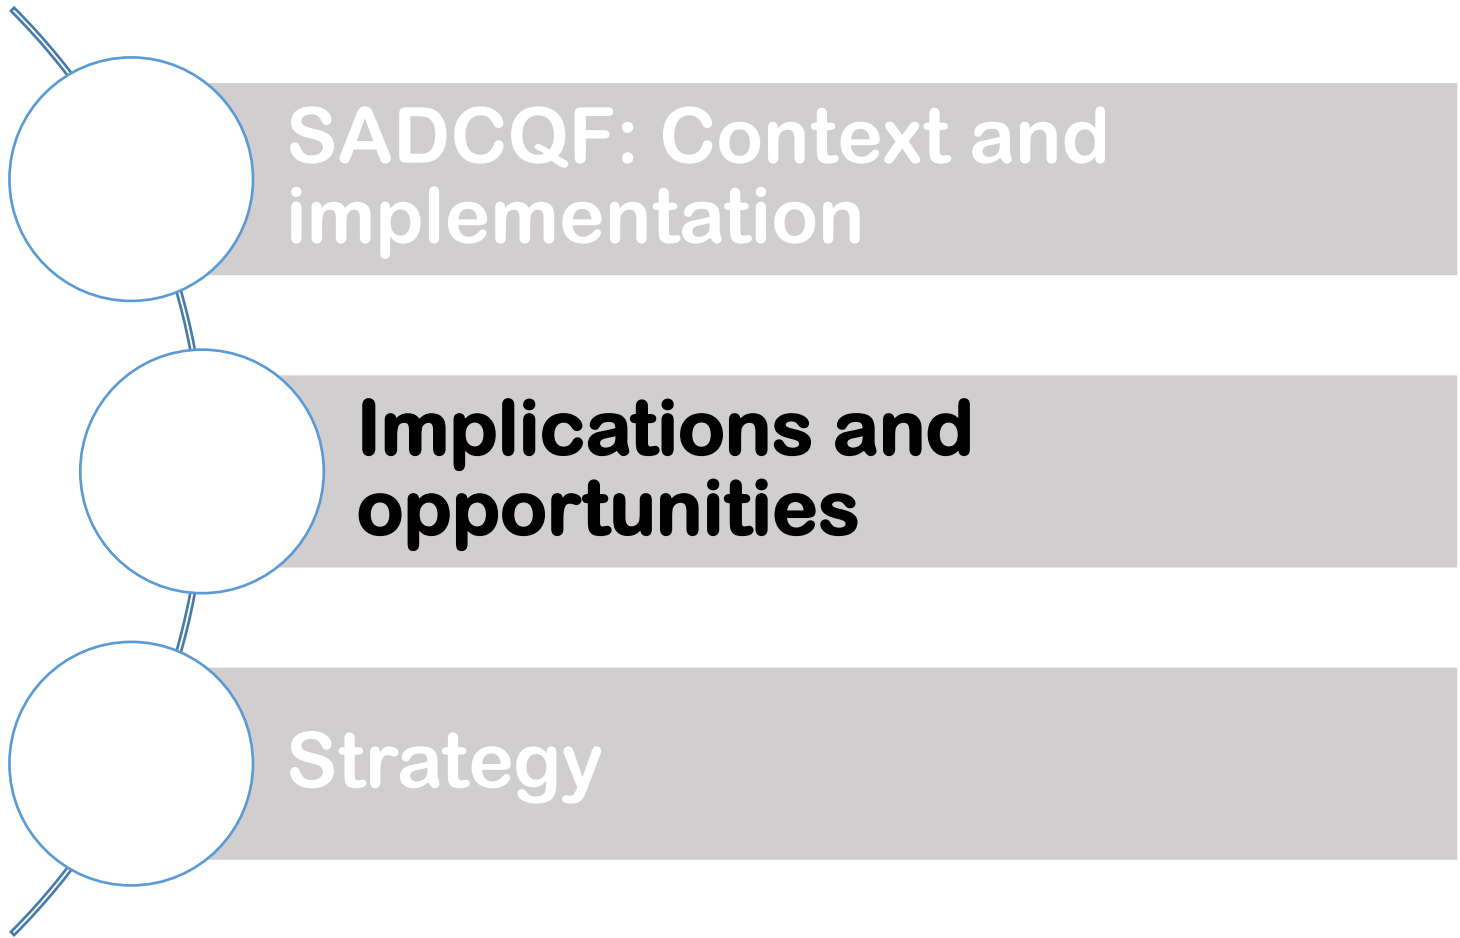 SADCQF: Context and
implementation
Implications and
opportunities
Strategy